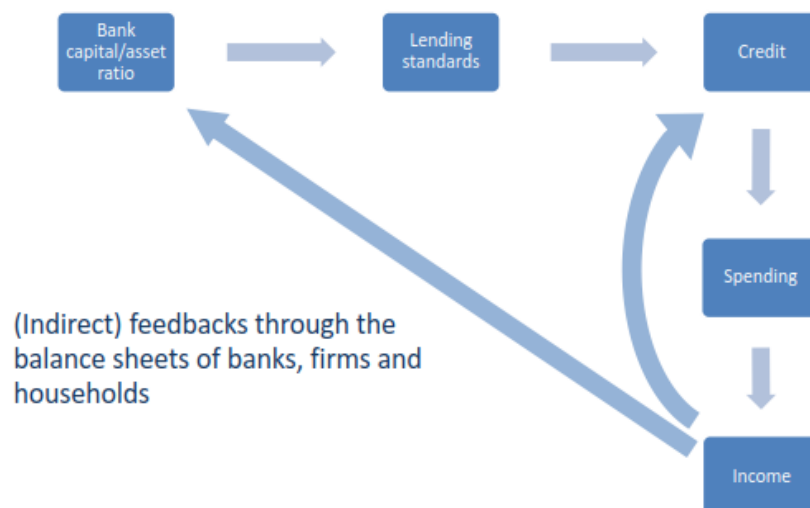 Bank
capital/asset
ratio
Lending
standards
Credit
Spending
(Indirect) feedbacks through the
balance sheets of banks, firms and
households
Income